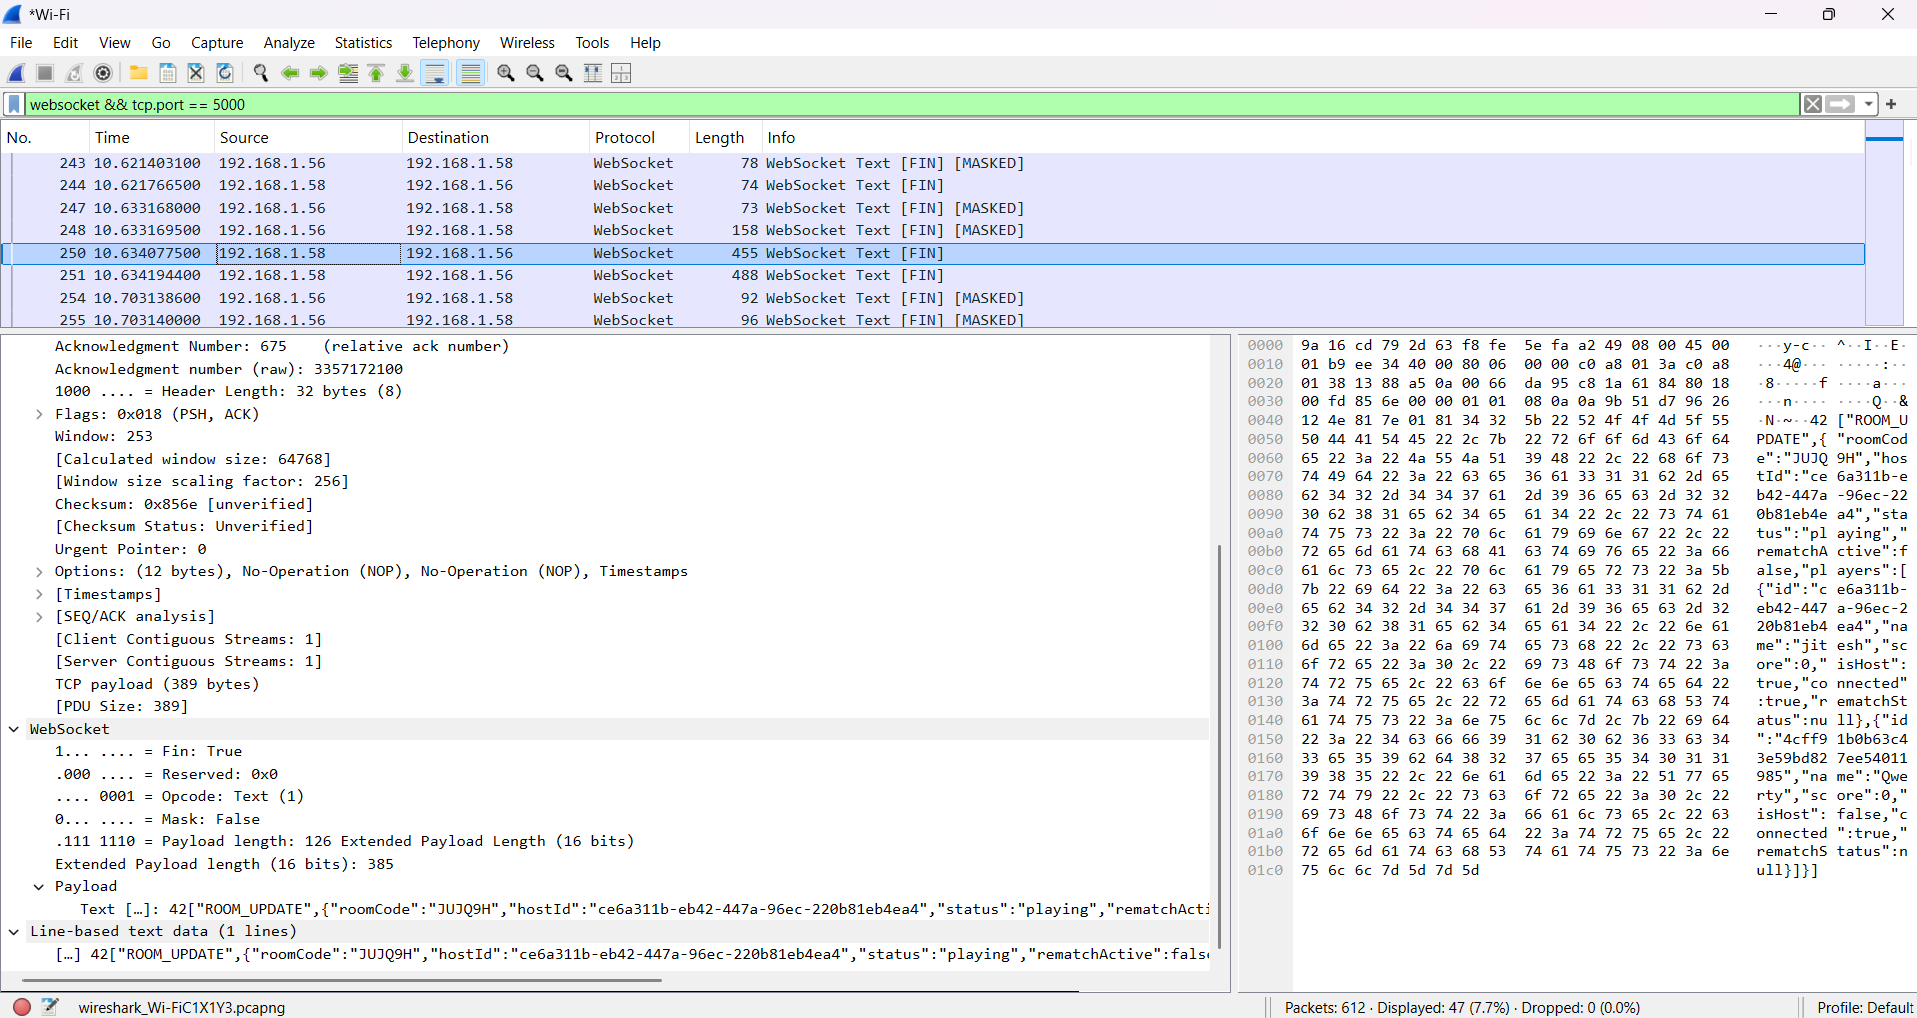 *Wi-Fi
File Edit View Go Capture Analyze Statistics Telephony Wireless Tools Help
websocket && tcp.port == 5000
No. Time Source Destination Protocol Length Info
243 10.621403100 192.168.1.56 192.168.1.58 WebSocket 78 WebSocket Text [FIN] [MASKED]
244 10.621766500 192.168.1.58 192.168.1.56 WebSocket 74 WebSocket Text [FIN]
247 10.633168000 192.168.1.56 192.168.1.58 WebSocket 73 WebSocket Text [FIN] [MASKED]
248 10.633169500 192.168.1.56 192.168.1.58 WebSocket 158 WebSocket Text [FIN] [MASKED]
250 10.634077500 192.168.1.58 192.168.1.56 WebSocket 455 WebSocket Text [FIN]
251 10.634194400 192.168.1.58 192.168.1.56 WebSocket 488 WebSocket Text [FIN]
254 10.703138600 192.168.1.56 192.168.1.58 WebSocket 92 WebSocket Text [FIN] [MASKED]
255 10.703140000 192.168.1.56 192.168.1.58 WebSocket 96 WebSocket Text [FIN] [MASKED]
Acknowledgment Number: 675 (relative ack number)
Acknowledgment number (raw): 3357172100
1000 .... = Header Length: 32 bytes (8)
Flags: 0x018 (PSH, ACK)
Window: 253
[Calculated window size: 64768]
[Window size scaling factor: 256]
Checksum: 0x856e [unverified]
[Checksum Status: Unverified]
Urgent Pointer: 0
Options: (12 bytes), No-Operation (NOP), No-Operation (NOP), Timestamps
[Timestamps]
[SEQ/ACK analysis]
[Client Contiguous Streams: 1]
[Server Contiguous Streams: 1]
TCP payload (389 bytes)
[PDU Size: 389]
WebSocket
1... .... = Fin: True
.000 .... = Reserved: 0x0
.... 0001 = Opcode: Text (1)
0... .... = Mask: False
.111 1110 = Payload length: 126 Extended Payload Length (16 bits)
Extended Payload length (16 bits): 385
Payload
Text […]: 42["ROOM_UPDATE",{"roomCode":"JUJQ9H","hostId":"ce6a311b-eb42-447a-96ec-220b81eb4ea4","status":"playing","rematchActi
Line-based text data (1 lines)
[…] 42["ROOM_UPDATE",{"roomCode":"JUJQ9H","hostId":"ce6a311b-eb42-447a-96ec-220b81eb4ea4","status":"playing","rematchActive":fals
0000 9a 16 cd 79 2d 63 f8 fe 5e fa a2 49 08 00 45 00 ···y-c·· ^··I··E·
0010 01 b9 ee 34 40 00 80 06 00 00 c0 a8 01 3a c0 a8 ···4@··· ·····:··
0020 01 38 13 88 a5 0a 00 66 da 95 c8 1a 61 84 80 18 ·8·····f ····a···
0030 00 fd 85 6e 00 00 01 01 08 0a 0a 9b 51 d7 96 26 ···n···· ····Q··&
0040 12 4e 81 7e 01 81 34 32 5b 22 52 4f 4f 4d 5f 55 ·N·~··42 ["ROOM_U
0050 50 44 41 54 45 22 2c 7b 22 72 6f 6f 6d 43 6f 64 PDATE",{ "roomCod
0060 65 22 3a 22 4a 55 4a 51 39 48 22 2c 22 68 6f 73 e":"JUJQ 9H","hos
0070 74 49 64 22 3a 22 63 65 36 61 33 31 31 62 2d 65 tId":"ce 6a311b-e
0080 62 34 32 2d 34 34 37 61 2d 39 36 65 63 2d 32 32 b42-447a -96ec-22
0090 30 62 38 31 65 62 34 65 61 34 22 2c 22 73 74 61 0b81eb4e a4","sta
00a0 74 75 73 22 3a 22 70 6c 61 79 69 6e 67 22 2c 22 tus":"pl aying","
00b0 72 65 6d 61 74 63 68 41 63 74 69 76 65 22 3a 66 rematchA ctive":f
00c0 61 6c 73 65 2c 22 70 6c 61 79 65 72 73 22 3a 5b alse,"pl ayers":[
00d0 7b 22 69 64 22 3a 22 63 65 36 61 33 31 31 62 2d {"id":"c e6a311b-
00e0 65 62 34 32 2d 34 34 37 61 2d 39 36 65 63 2d 32 eb42-447 a-96ec-2
00f0 32 30 62 38 31 65 62 34 65 61 34 22 2c 22 6e 61 20b81eb4 ea4","na
0100 6d 65 22 3a 22 6a 69 74 65 73 68 22 2c 22 73 63 me":"jit esh","sc
0110 6f 72 65 22 3a 30 2c 22 69 73 48 6f 73 74 22 3a ore":0," isHost":
0120 74 72 75 65 2c 22 63 6f 6e 6e 65 63 74 65 64 22 true,"co nnected"
0130 3a 74 72 75 65 2c 22 72 65 6d 61 74 63 68 53 74 :true,"r ematchSt
0140 61 74 75 73 22 3a 6e 75 6c 6c 7d 2c 7b 22 69 64 atus":nu ll},{"id
0150 22 3a 22 34 63 66 66 39 31 62 30 62 36 33 63 34 ":"4cff9 1b0b63c4
0160 33 65 35 39 62 64 38 32 37 65 65 35 34 30 31 31 3e59bd82 7ee54011
0170 39 38 35 22 2c 22 6e 61 6d 65 22 3a 22 51 77 65 985","na me":"Qwe
0180 72 74 79 22 2c 22 73 63 6f 72 65 22 3a 30 2c 22 rty","sc ore":0,"
0190 69 73 48 6f 73 74 22 3a 66 61 6c 73 65 2c 22 63 isHost": false,"c
01a0 6f 6e 6e 65 63 74 65 64 22 3a 74 72 75 65 2c 22 onnected ":true,"
01b0 72 65 6d 61 74 63 68 53 74 61 74 75 73 22 3a 6e rematchS tatus":n
01c0 75 6c 6c 7d 5d 7d 5d ull}]}]
wireshark_Wi-FiC1X1Y3.pcapng Packets: 612 · Displayed: 47 (7.7%) · Dropped: 0 (0.0%) Profile: Default